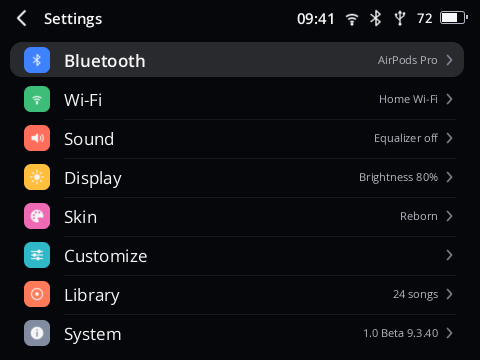 Settings 09:41 72
Bluetooth AirPods Pro
Wi-Fi Home Wi-Fi
Sound Equalizer off
Display Brightness 80%
Skin Reborn
Customize
Library 24 songs
System 1.0 Beta 9.3.40